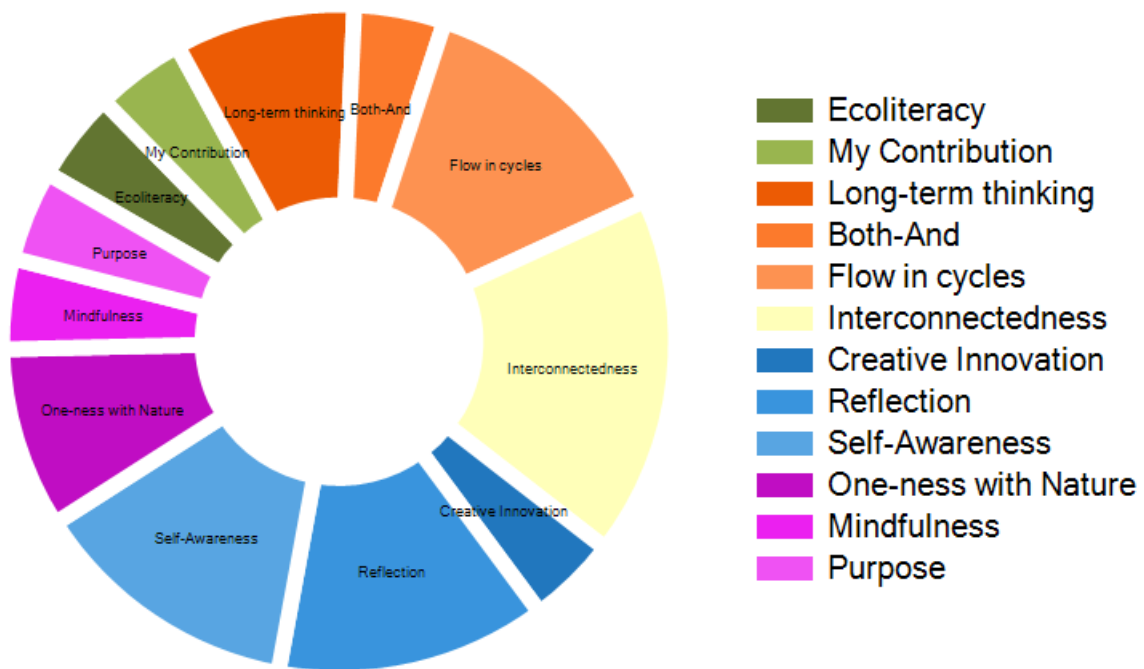 Long-term thinking
Both-And
My Contribution
Flow in cycles
Ecoliteracy
Purpose
Mindfulness
Interconnectedness
One-ness with Nature
Creative Innovation
Self-Awareness
Reflection
Ecoliteracy
My Contribution
Long-term thinking
Both-And
Flow in cycles
Interconnectedness
Creative Innovation
Reflection
Self-Awareness
One-ness with Nature
Mindfulness
Purpose